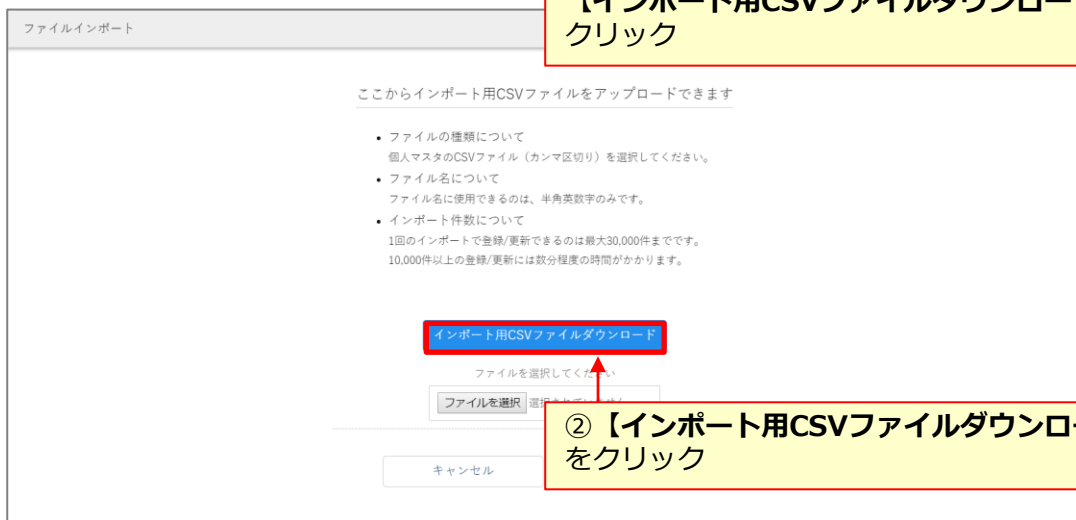 【インポート用CSVファイルダウンロー
クリック
ファイルインポート
ここからインポート用CSVファイルをアップロードできます
• ファイルの種類について
個人マスタのCSVファイル（カンマ区切り）を選択してください。
• ファイル名について
ファイル名に使用できるのは、半角英数字のみです。
• インポート件数について
1回のインポートで登録/更新できるのは最大30,000件までです。
10,000件以上の登録/更新には数分程度の時間がかかります。
インポート用CSVファイルダウンロード
ファイルを選択してください
ファイルを選択
②【インポート用CSVファイルダウンロ
をクリック
キャンセル